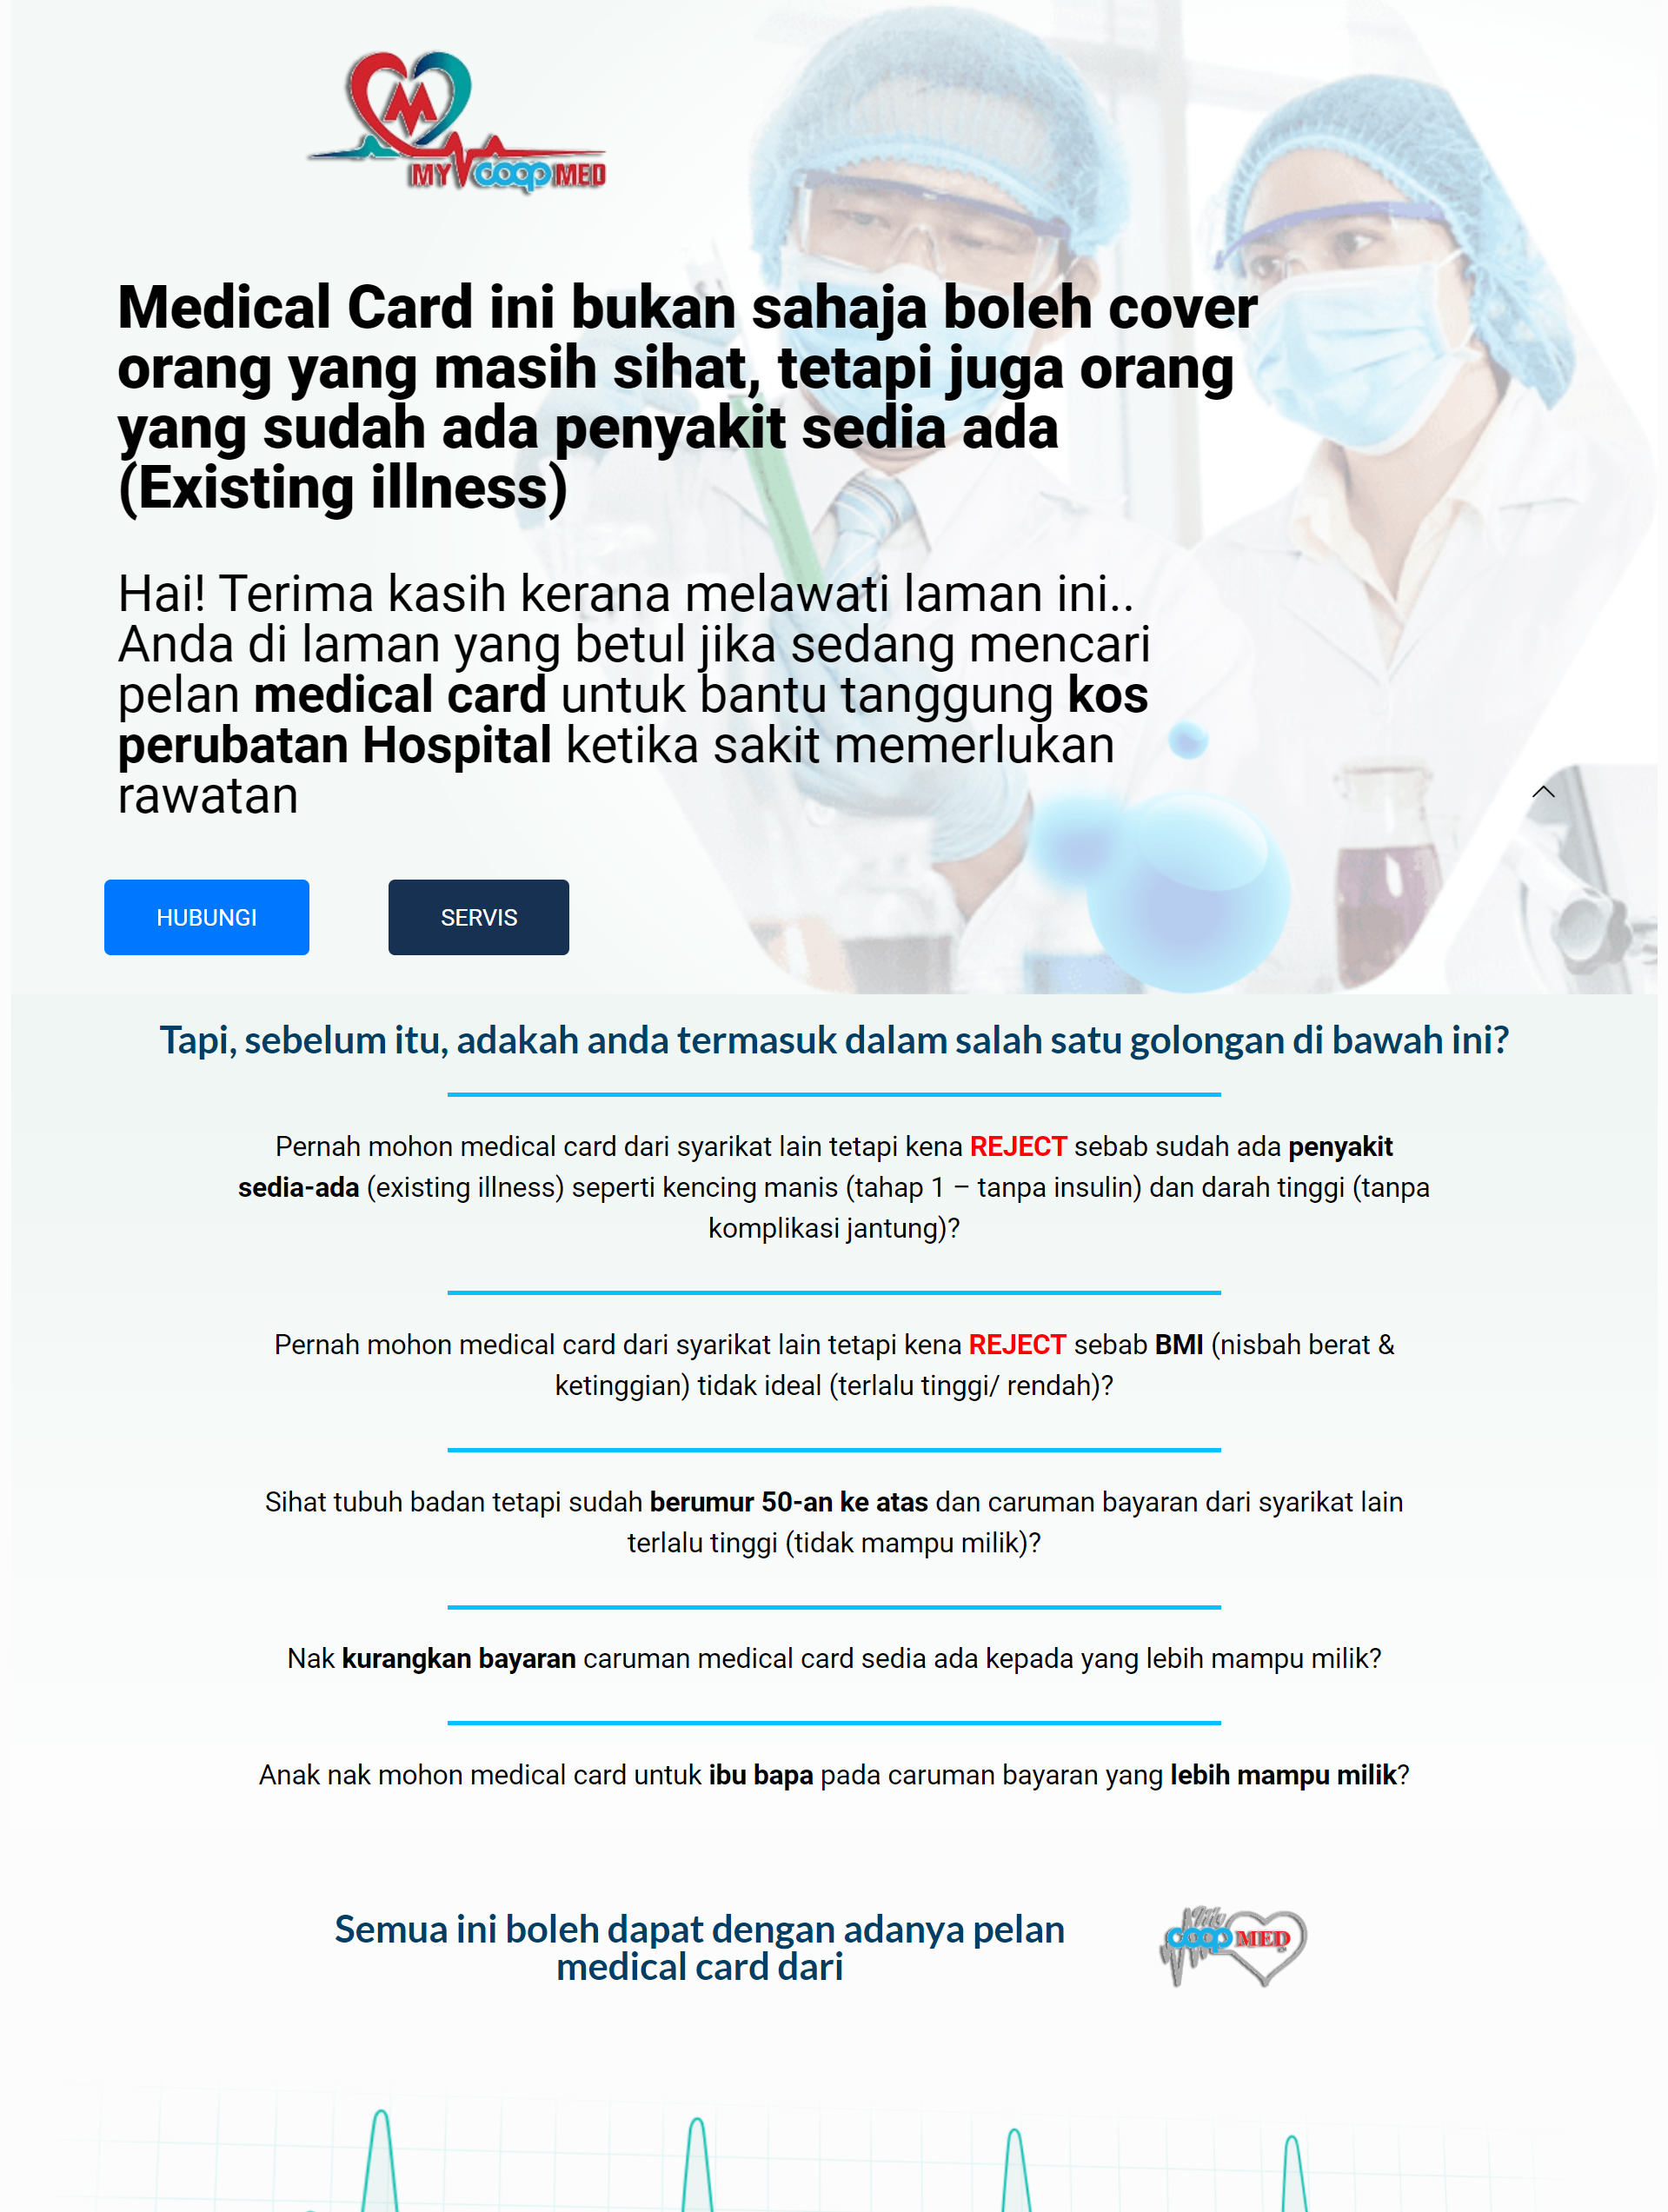 M
MY COOP MED
Medical Card ini bukan sahaja boleh cover
orang yang masih sihat, tetapi juga orang
yang sudah ada penyakit sedia ada
(Existing illness)
Hai! Terima kasih kerana melawati laman ini..
Anda di laman yang betul jika sedang mencari
pelan medical card untuk bantu tanggung kos
perubatan Hospital ketika sakit memerlukan
rawatan
HUBUNGI
SERVIS
Tapi, sebelum itu, adakah anda termasuk dalam salah satu golongan di bawah ini?
Pernah mohon medical card dari syarikat lain tetapi kena REJECT sebab sudah ada penyakit
sedia-ada (existing illness) seperti kencing manis (tahap 1 – tanpa insulin) dan darah tinggi (tanpa
komplikasi jantung)?
Pernah mohon medical card dari syarikat lain tetapi kena REJECT sebab BMI (nisbah berat &
ketinggian) tidak ideal (terlalu tinggi/ rendah)?
Sihat tubuh badan tetapi sudah berumur 50-an ke atas dan caruman bayaran dari syarikat lain
terlalu tinggi (tidak mampu milik)?
Nak kurangkan bayaran caruman medical card sedia ada kepada yang lebih mampu milik?
Anak nak mohon medical card untuk ibu bapa pada caruman bayaran yang lebih mampu milik?
Semua ini boleh dapat dengan adanya pelan
medical card dari
coop MED